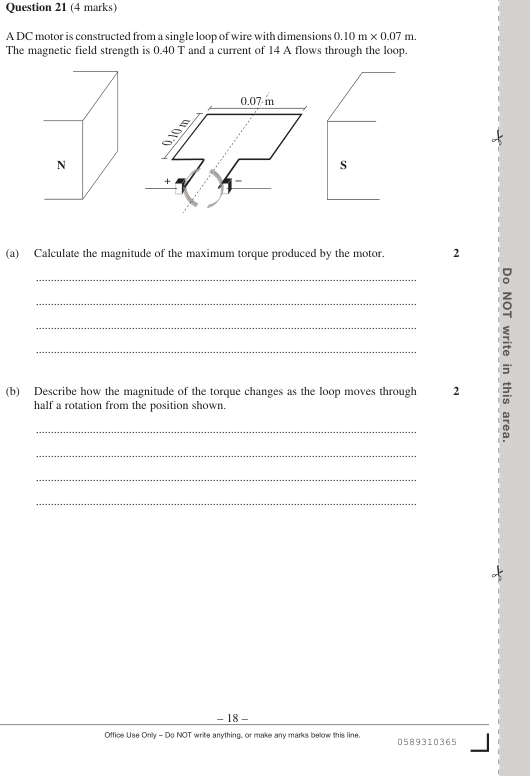 Question 21 (4 marks)
A DC motor is constructed from a single loop of wire with dimensions 0.10 m × 0.07 m.
The magnetic field strength is 0.40 T and a current of 14 A flows through the loop.
0.07 m
0.10 m
N
S
+
–
(a) Calculate the magnitude of the maximum torque produced by the motor. 2
(b) Describe how the magnitude of the torque changes as the loop moves through 2
half a rotation from the position shown.
Do NOT write in this area.
– 18 –
Office Use Only – Do NOT write anything, or make any marks below this line.
0589310365